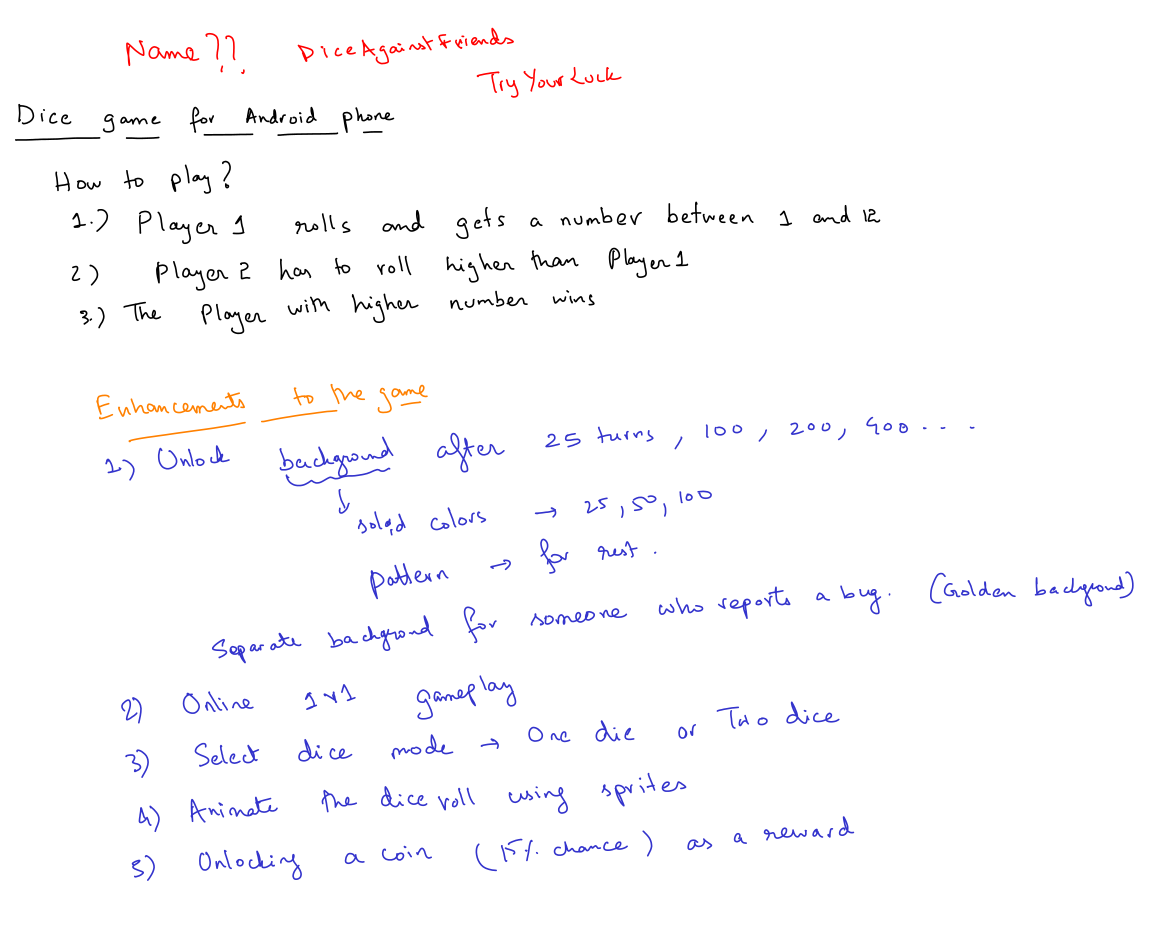 Name??
DiceAgainstFriends
Try Your Luck
Dice game for Android phone
How to play?
1.) Player 1 rolls and gets a number between 1 and 12
2) Player 2 has to roll higher than Player 1
3.) The Player with higher number wins
Enhancements to the game
1) Unlock background after 25 turns, 100, 200, 400....
solid colors → 25, 50, 100
pattern → for rest.
Separate backgrond for someone who reports a bug. (Golden backgrond)
2) Online 1v1 gameplay
3) Select dice mode → One die or Two dice
4) Animate the dice roll using sprites
5) Unlocking a coin (15% chance) as a reward